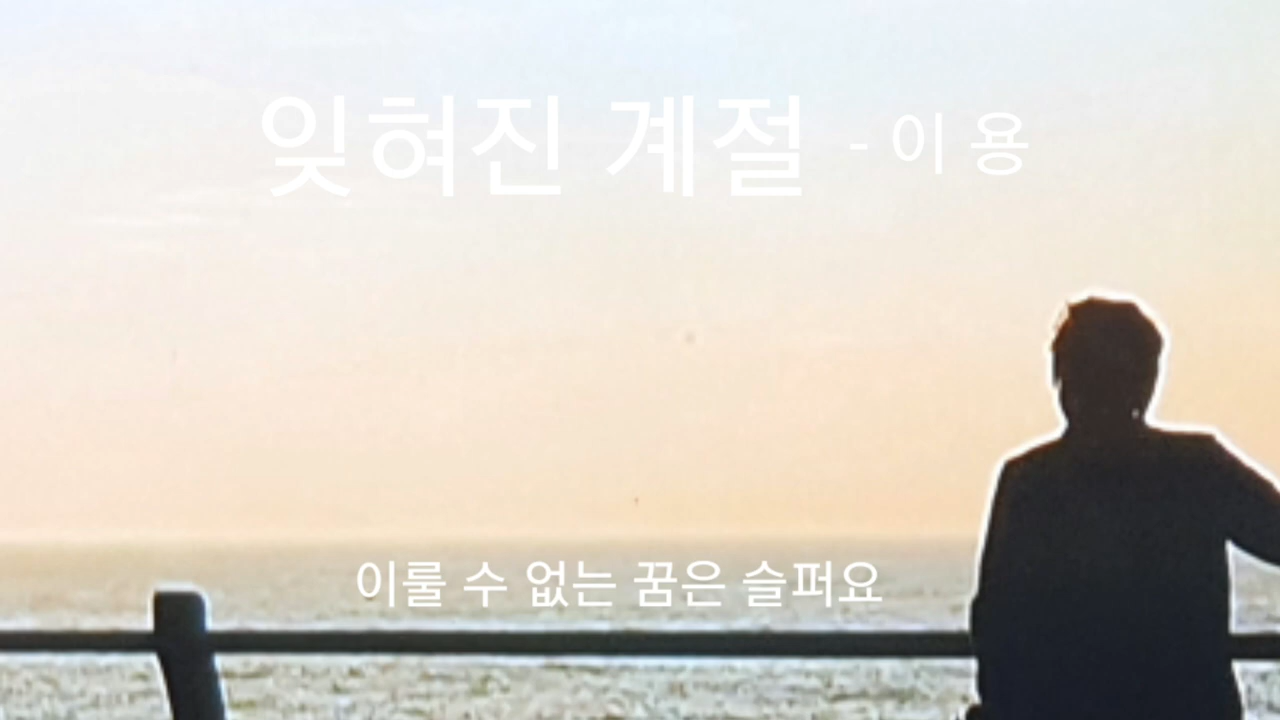 잊혀진 계절 - 이 용
이룰 수 없는 꿈은 슬퍼요